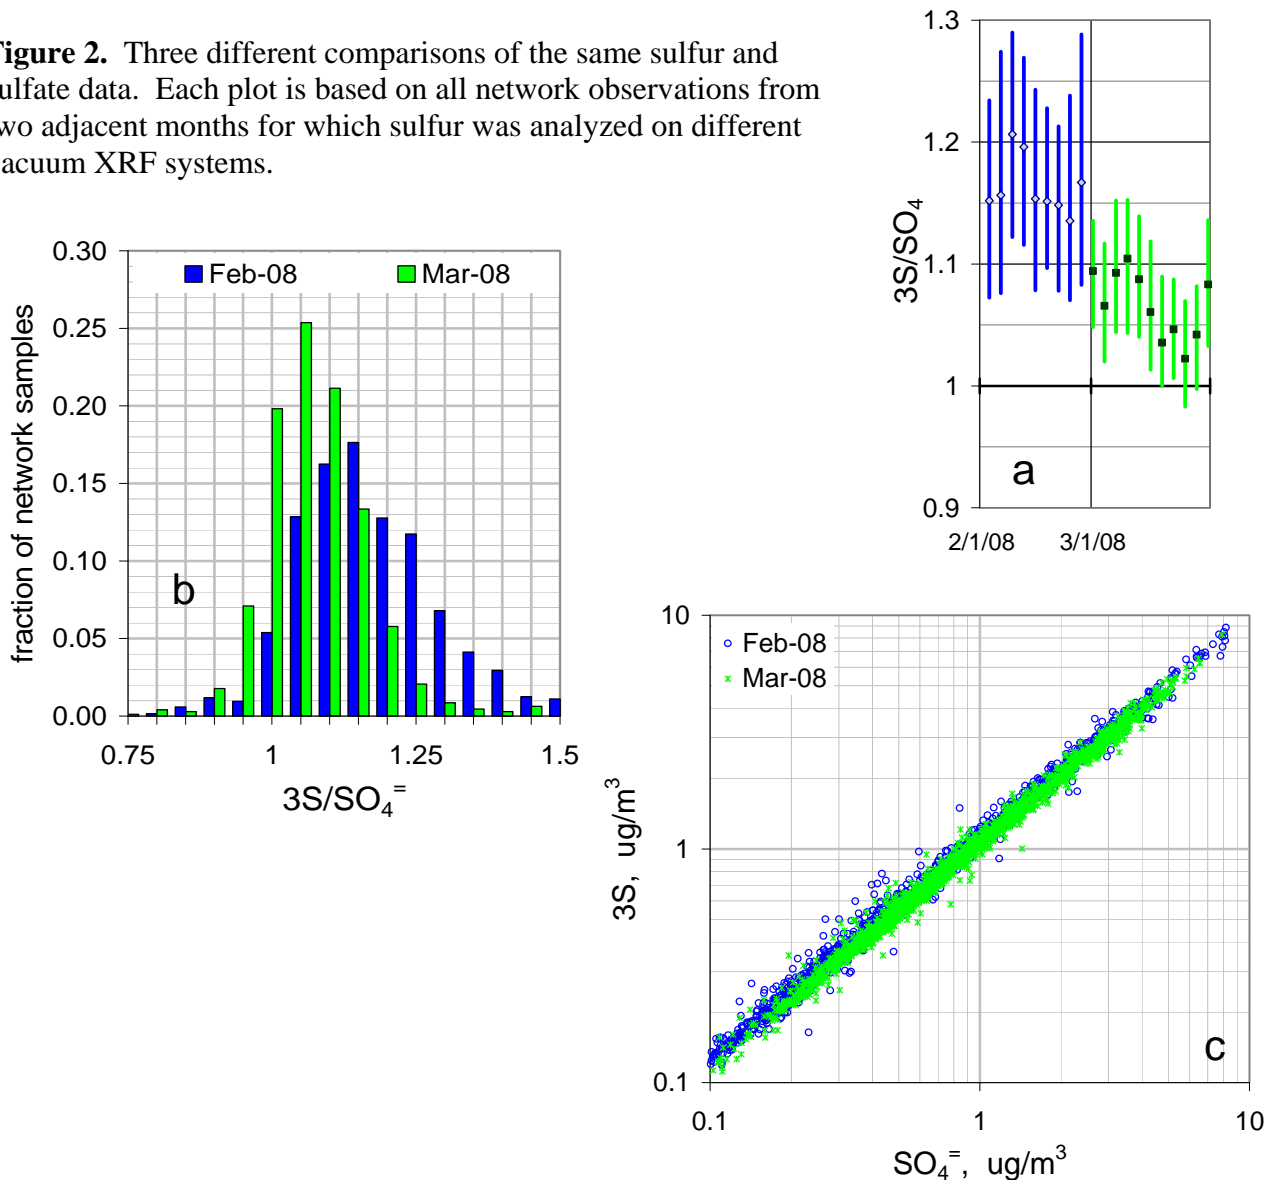 igure 2. Three different comparisons of the same sulfur and
ulfate data. Each plot is based on all network observations from
wo adjacent months for which sulfur was analyzed on different
acuum XRF systems.
1.3
1.2
1.1
1
0.9
3S/SO4
a
2/1/08 3/1/08
0.30
0.25
0.20
0.15
0.10
0.05
0.00
fraction of network samples
Feb-08 Mar-08
b
0.75 1 1.25 1.5
3S/SO4=
10
1
0.1
3S, ug/m3
Feb-08
Mar-08
c
0.1 1 10
SO4=, ug/m3